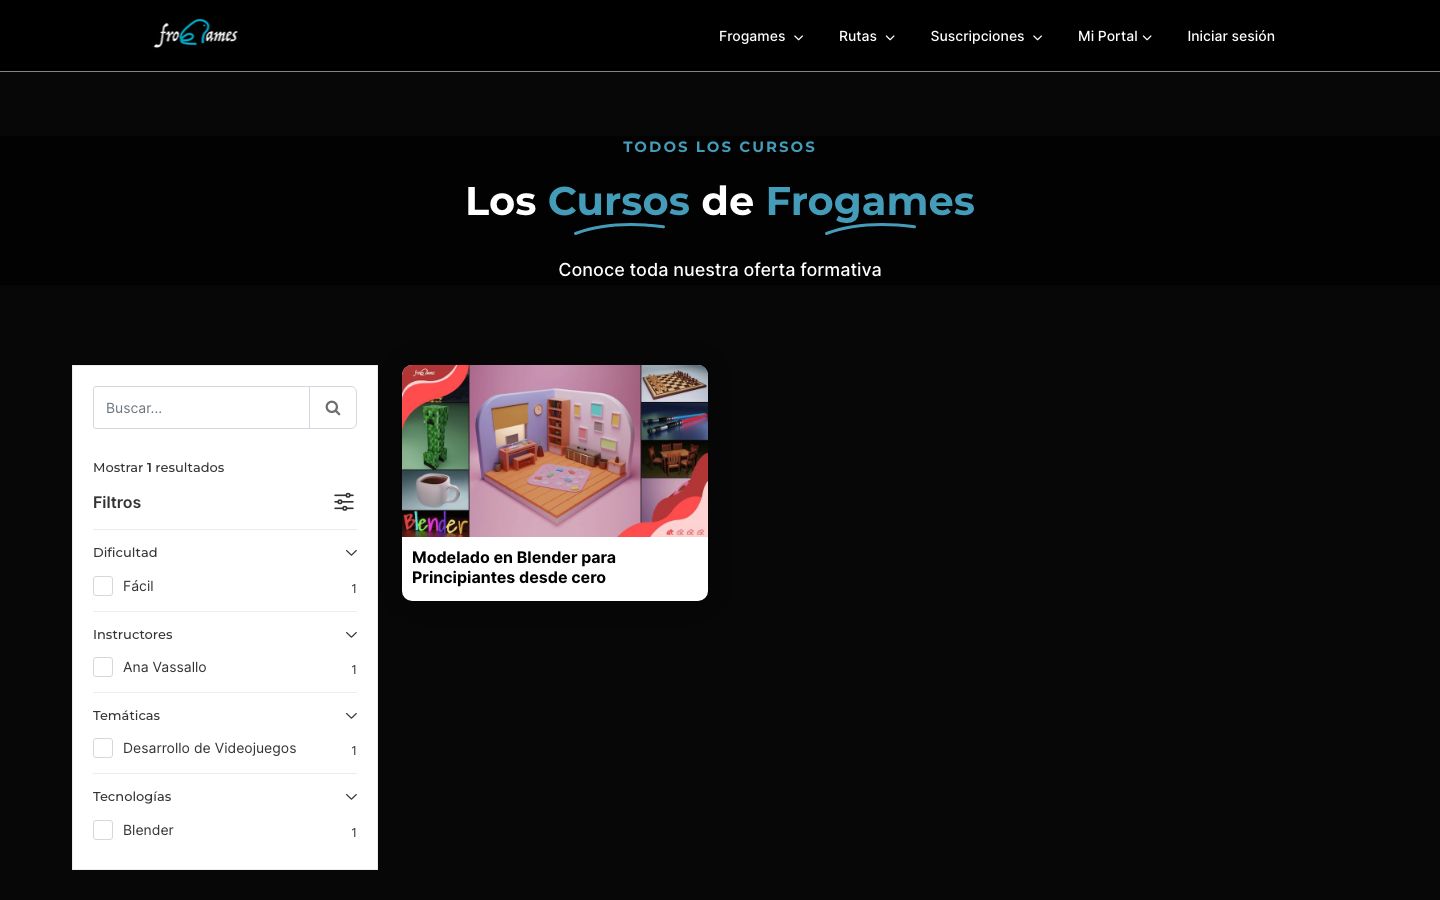 froGames
Frogames
Rutas
Suscripciones
Mi Portal
Iniciar sesión
TODOS LOS CURSOS
Los Cursos de Frogames
Conoce toda nuestra oferta formativa
Buscar...
Mostrar 1 resultados
Filtros
Dificultad
Fácil 1
Instructores
Ana Vassallo 1
Temáticas
Desarrollo de Videojuegos 1
Tecnologías
Blender 1
Blender
Modelado en Blender para
Principiantes desde cero